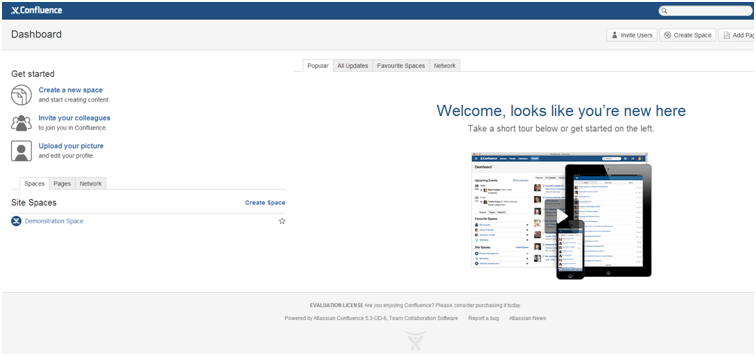 Confluence
Dashboard
Invite Users
Create Space
Add Pag
Get started
Create a new space
and start creating content.
Invite your colleagues
to join you in Confluence.
Upload your picture
and edit your profile.
Spaces Pages Network
Site Spaces Create Space
Demonstration Space
Popular All Updates Favourite Spaces Network
Welcome, looks like you're new here
Take a short tour below or get started on the left.
Confluence
Dashboard
EVALUATION LICENSE Are you enjoying Confluence? Please consider purchasing it today.
Powered by Atlassian Confluence 5.3-OD-6, Team Collaboration Software · Report a bug · Atlassian News